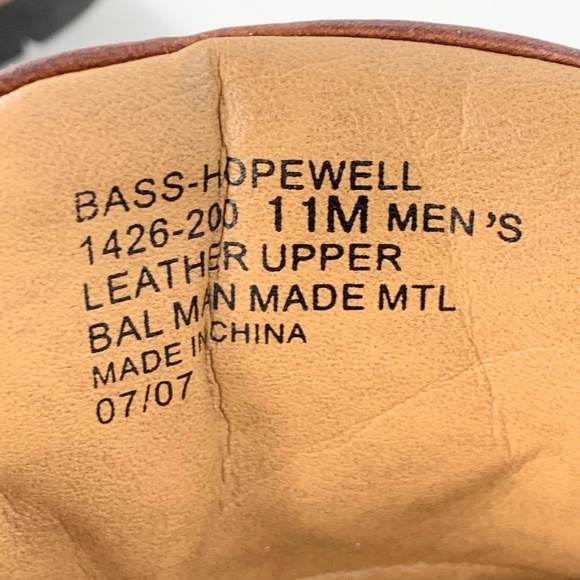 BASS-HOPEWELL
1426-200 11M MEN'S
LEATHER UPPER
BAL MAN MADE MTL
MADE IN CHINA
07/07